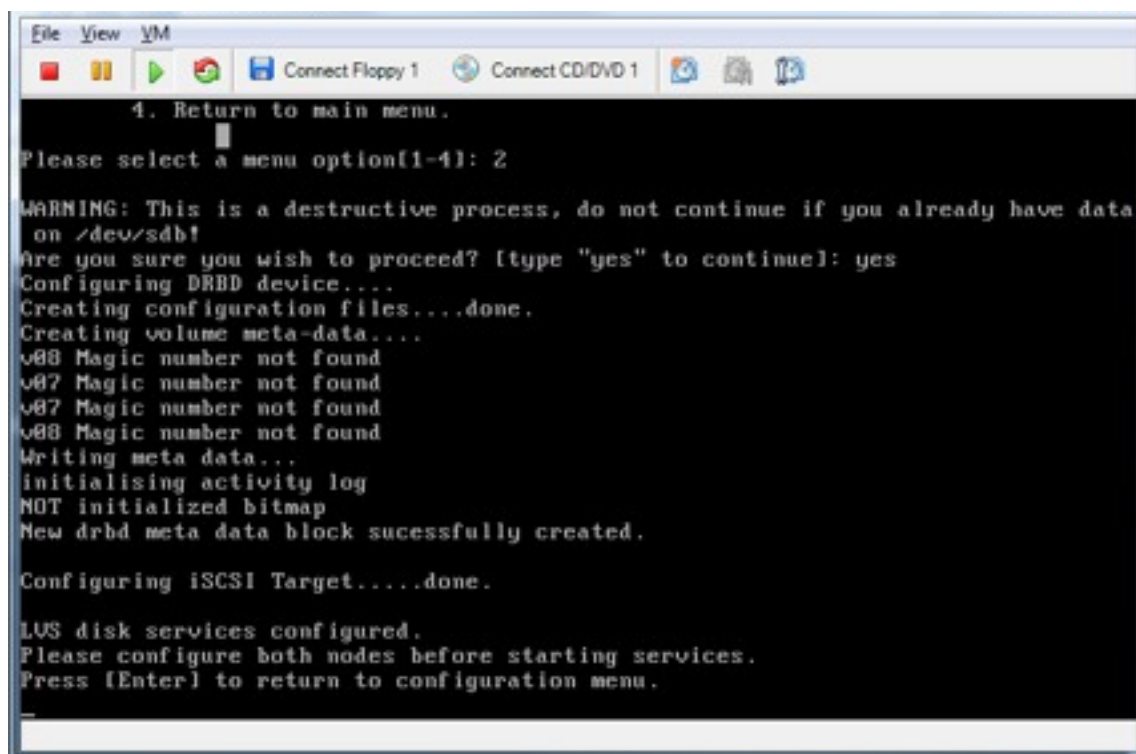 File View VM
Connect Floppy 1 Connect CD/DVD 1
4. Return to main menu.
Please select a menu option[1-4]: 2
WARNING: This is a destructive process, do not continue if you already have data
on /dev/sdb!
Are you sure you wish to proceed? [type "yes" to continue]: yes
Configuring DRBD device....
Creating configuration files....done.
Creating volume meta-data....
v08 Magic number not found
v07 Magic number not found
v07 Magic number not found
v08 Magic number not found
Writing meta data...
initialising activity log
NOT initialized bitmap
New drbd meta data block sucessfully created.
Configuring iSCSI Target.....done.
LVS disk services configured.
Please configure both nodes before starting services.
Press [Enter] to return to configuration menu.